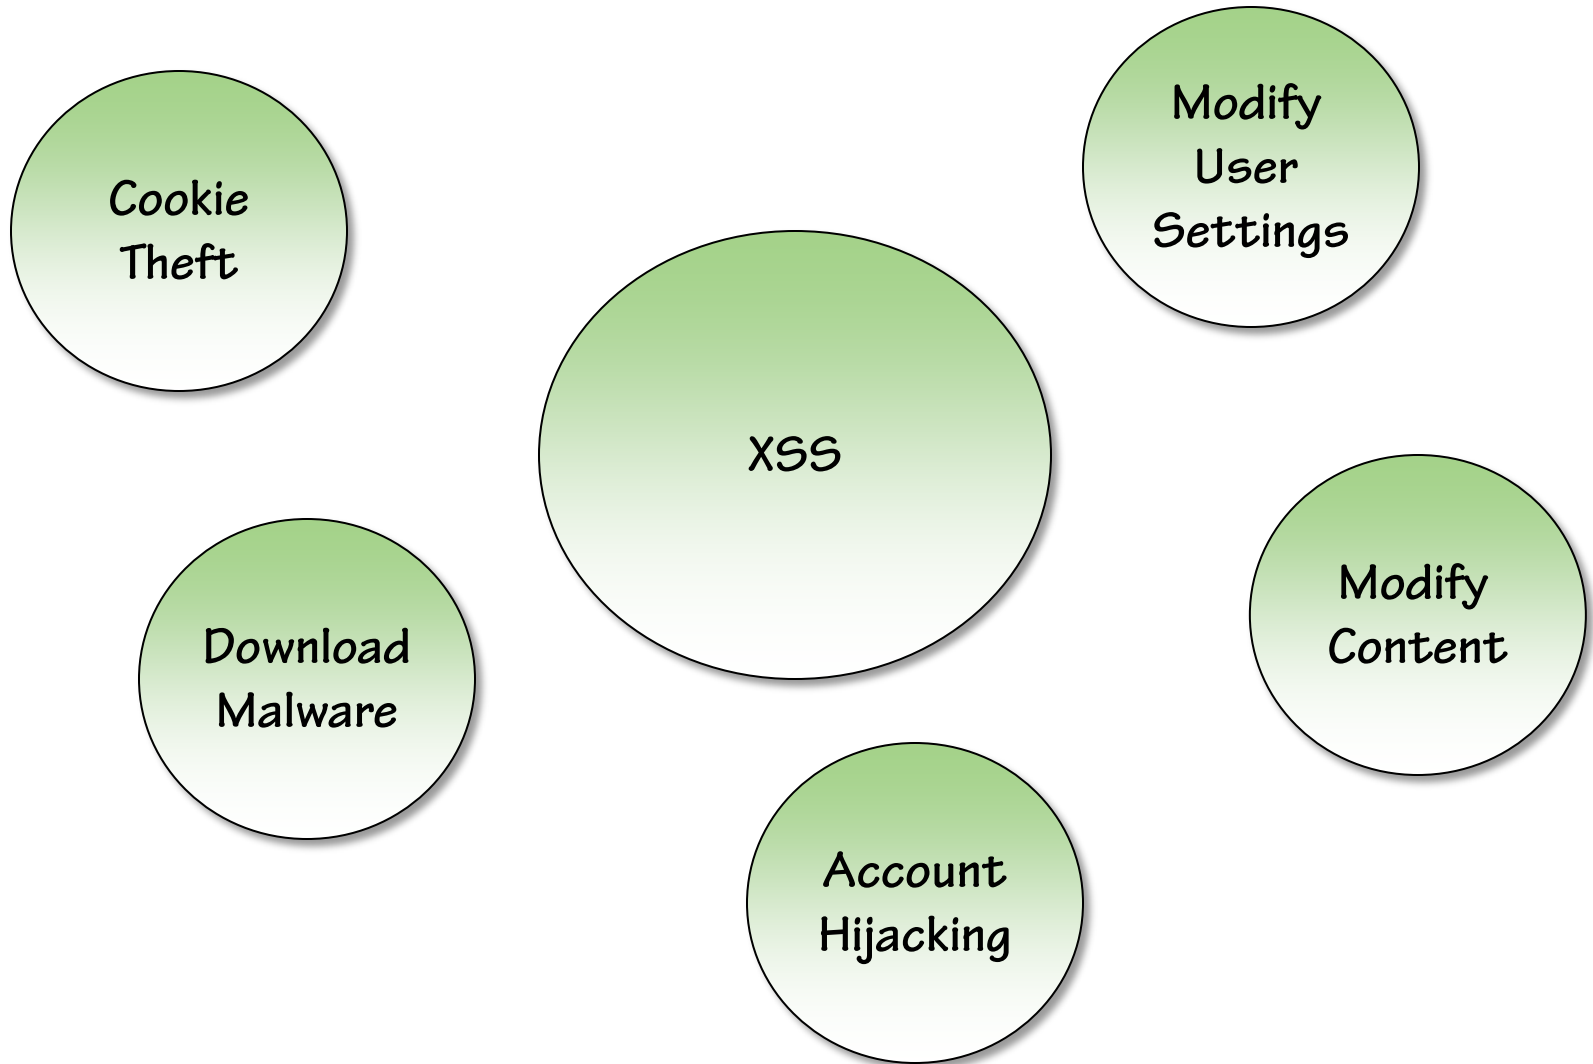 Cookie
Theft
Modify
User
Settings
XSS
Download
Malware
Modify
Content
Account
Hijacking